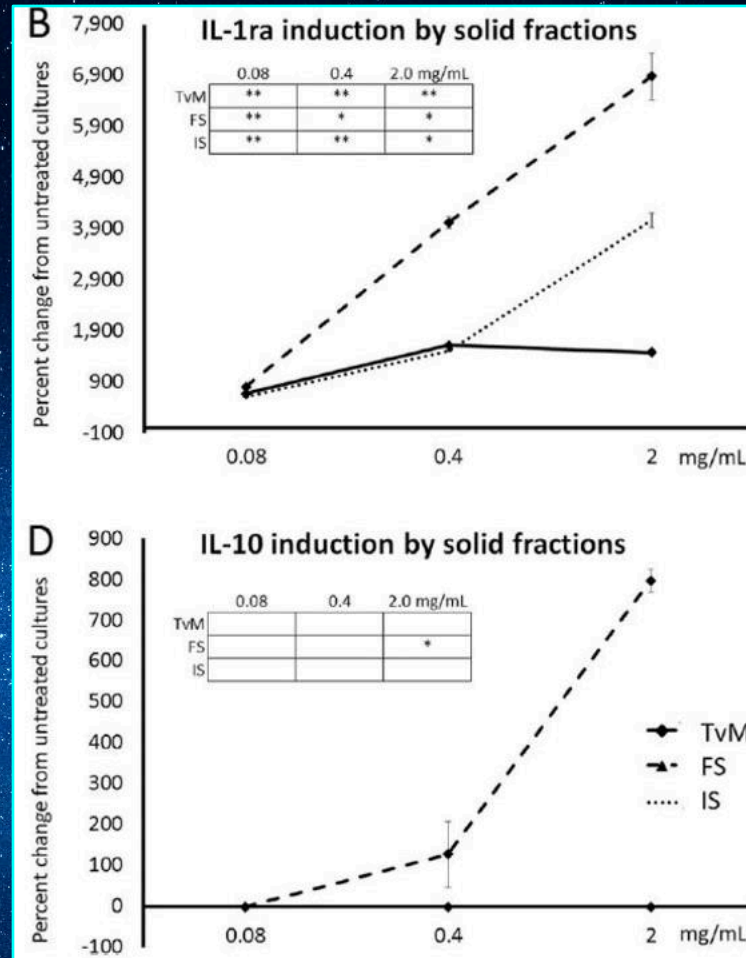 B
IL-1ra induction by solid fractions
Percent change from untreated cultures
7,900
6,900
5,900
4,900
3,900
2,900
1,900
900
-100
0.08 0.4 2.0 mg/mL
TvM ** ** **
FS ** * *
IS ** ** *
0.08 0.4 2 mg/mL
D
IL-10 induction by solid fractions
Percent change from untreated cultures
900
800
700
600
500
400
300
200
100
0
-100
0.08 0.4 2.0 mg/mL
TvM
FS *
IS
TvM
FS
IS
0.08 0.4 2 mg/mL